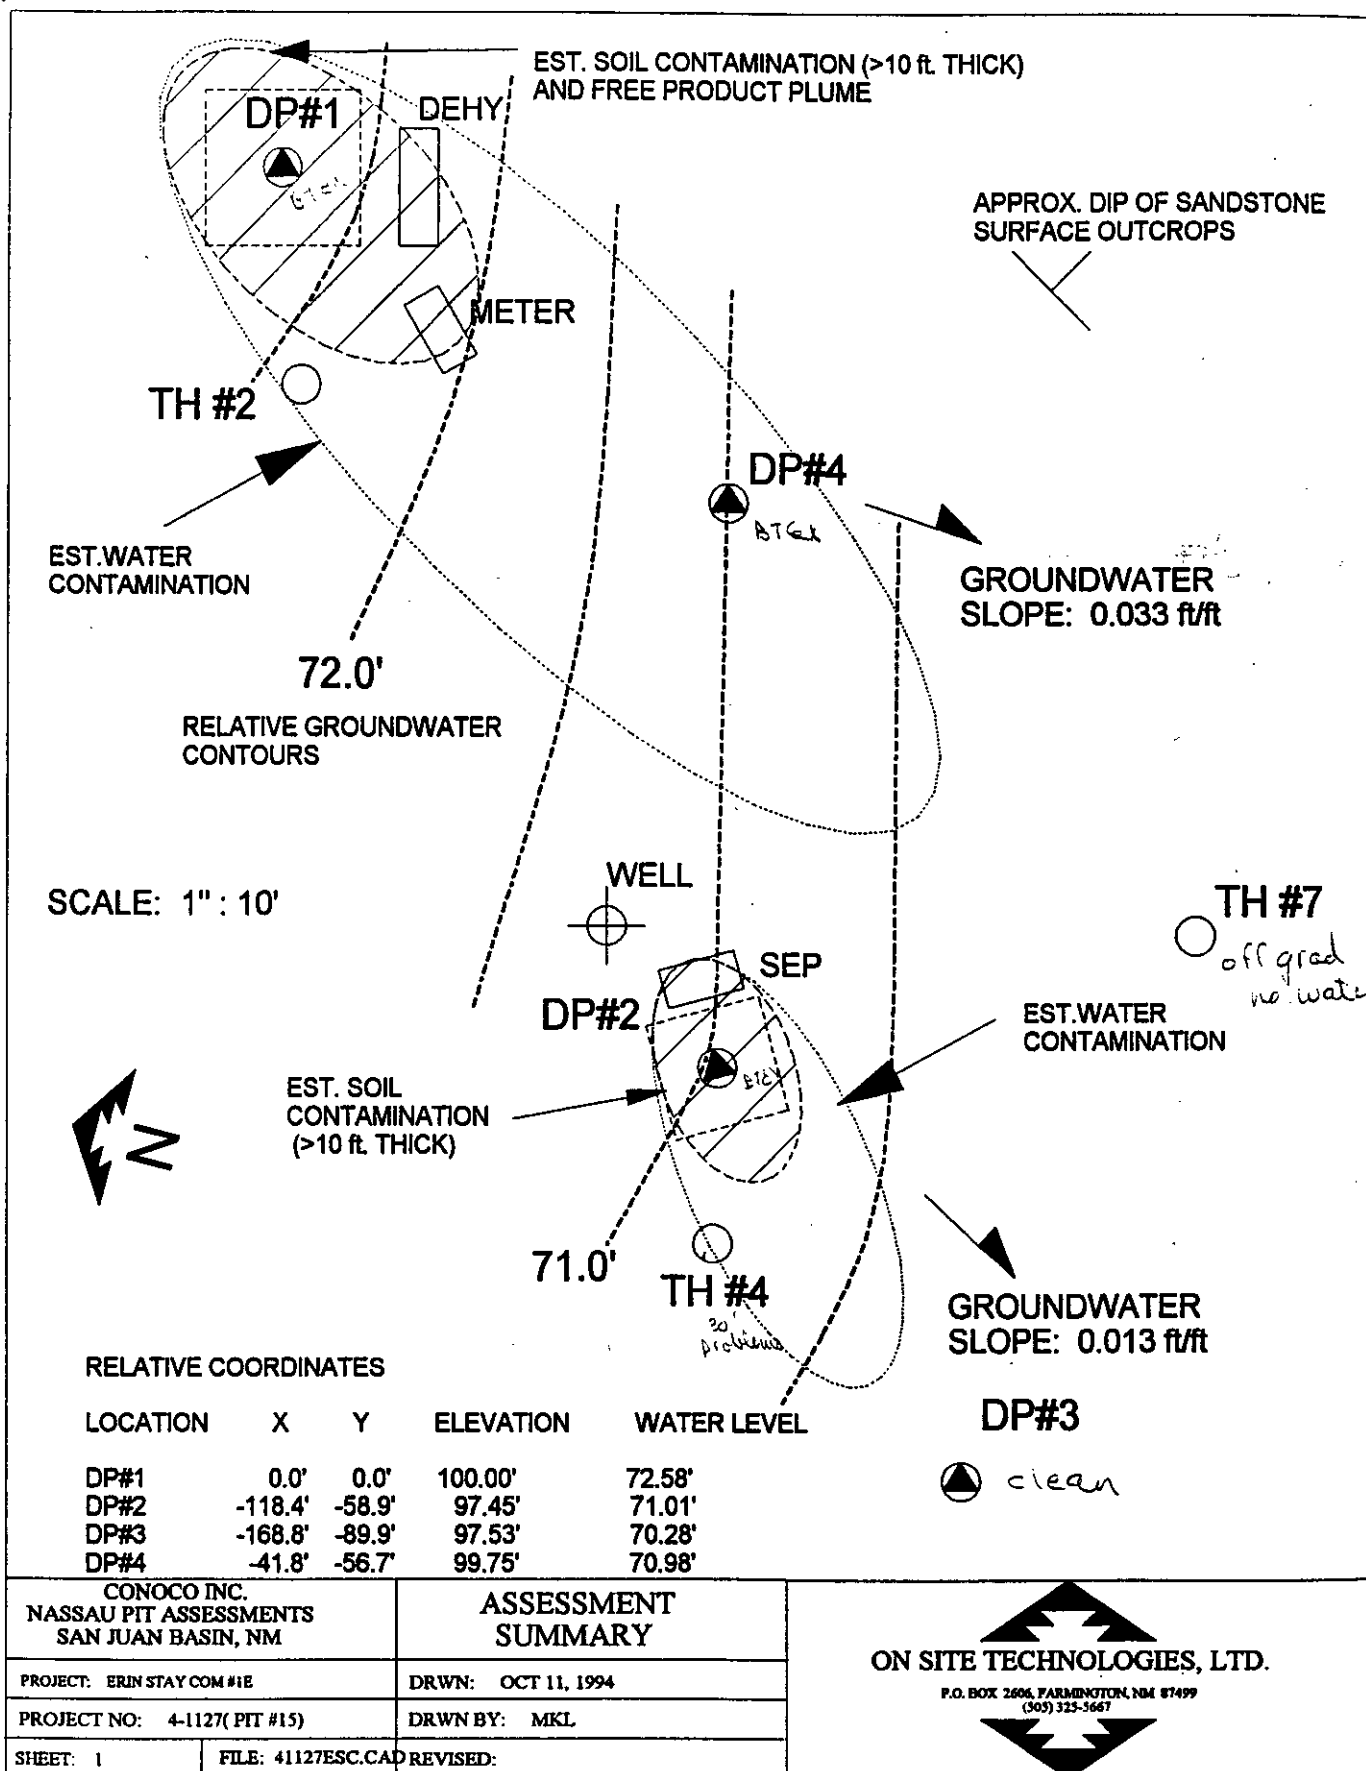 EST. SOIL CONTAMINATION (>10 ft. THICK)
AND FREE PRODUCT PLUME
DP#1
DEHY
BTEX
APPROX. DIP OF SANDSTONE
SURFACE OUTCROPS
METER
TH #2
DP#4
BTEX
EST.WATER
CONTAMINATION
GROUNDWATER
SLOPE: 0.033 ft/ft
72.0'
RELATIVE GROUNDWATER
CONTOURS
SCALE: 1" : 10'
WELL
TH #7
off grad
no wate
SEP
DP#2
EST.WATER
CONTAMINATION
BTEX
EST. SOIL
CONTAMINATION
(>10 ft. THICK)
N
71.0'
TH #4
30'
problems
GROUNDWATER
SLOPE: 0.013 ft/ft
DP#3
clean
RELATIVE COORDINATES
LOCATION X Y ELEVATION WATER LEVEL
DP#1 0.0' 0.0' 100.00' 72.58'
DP#2 -118.4' -58.9' 97.45' 71.01'
DP#3 -168.8' -89.9' 97.53' 70.28'
DP#4 -41.8' -56.7' 99.75' 70.98'
CONOCO INC.
NASSAU PIT ASSESSMENTS
SAN JUAN BASIN, NM
ASSESSMENT
SUMMARY
PROJECT: ERIN STAY COM #1E
DRWN: OCT 11, 1994
PROJECT NO: 4-1127( PIT #15)
DRWN BY: MKL
SHEET: 1
FILE: 41127ESC.CAD
REVISED:
ON SITE TECHNOLOGIES, LTD.
P.O. BOX 2606, FARMINGTON, NM 87499
(505) 325-5667